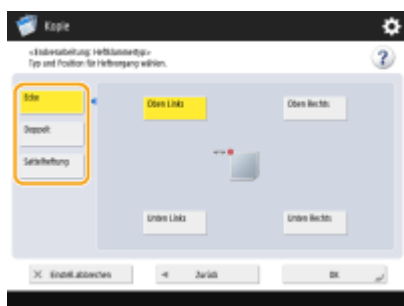 Kopie
<Endverarbeitung: Heftklammertyp>
Typ und Position für Heftvorgang wählen.
?
Ecke
Oben Links
Oben Rechts
Doppelt
Sattelheftung
Unten Links
Unten Rechts
Einstell. abbrechen
Zurück
OK